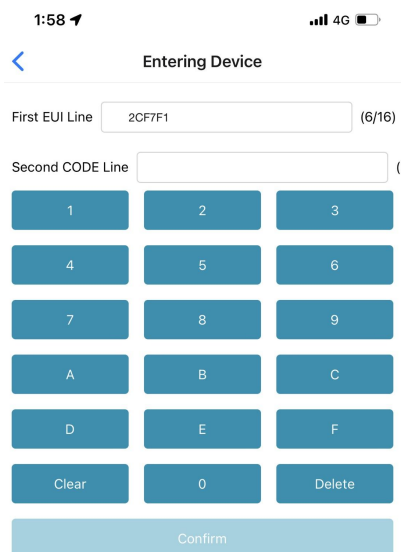 1:58 4G
Entering Device
First EUI Line 2CF7F1 (6/16)
Second CODE Line (
1 2 3
4 5 6
7 8 9
A B C
D E F
Clear 0 Delete
Confirm